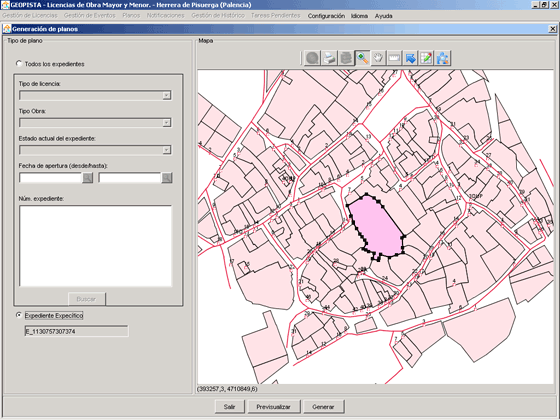 GEOPISTA - Licencias de Obra Mayor y Menor. - Herrera de Pisuerga (Palencia)
Gestión de Licencias Gestión de Eventos Planos Notificaciones Gestión de Histórico Tareas Pendientes Configuración Idioma Ayuda
Generación de planos
Tipo de plano
Mapa
Todos los expedientes
Tipo de licencia:
Tipo Obra:
Estado actual del expediente:
Fecha de apertura (desde/hasta):
Núm. expediente:
Buscar
Expediente Expecífico
E_1130757307374
(393257,3, 4710849,6)
Salir Previsualizar Generar